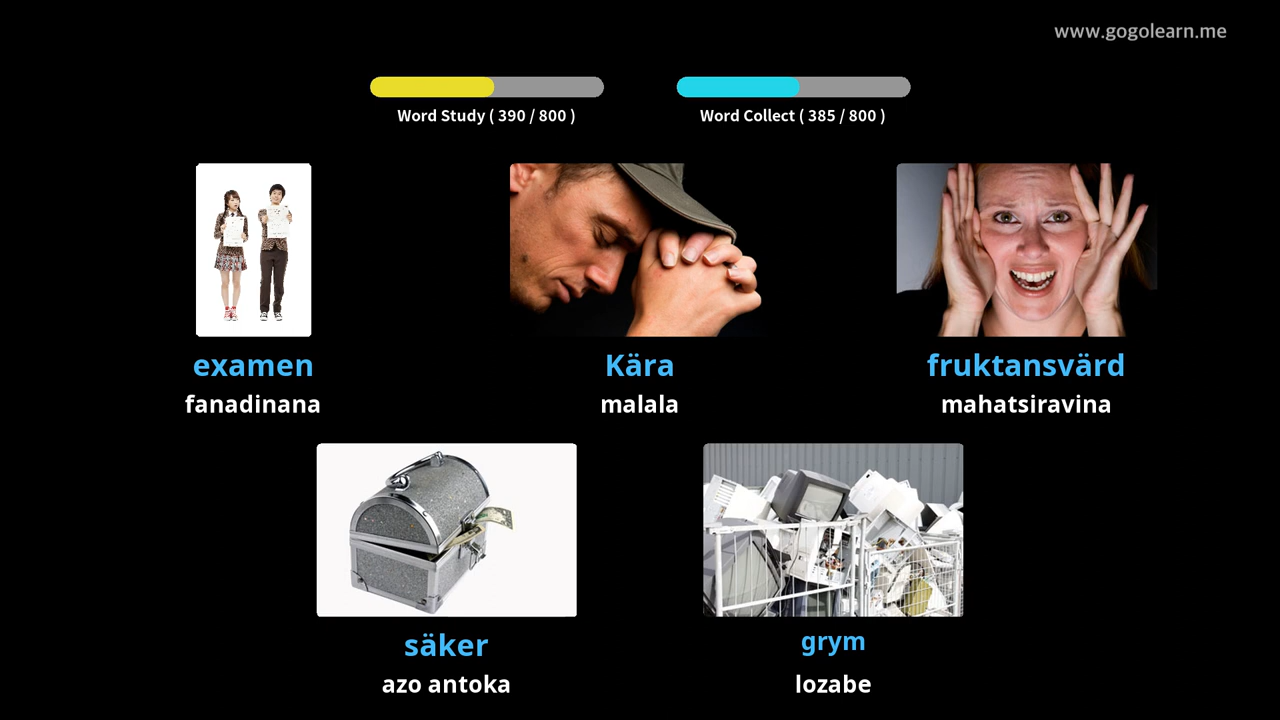 www.gogolearn.me
Word Study ( 390 / 800 )
Word Collect ( 385 / 800 )
examen
fanadinana
Kära
malala
fruktansvärd
mahatsiravina
säker
azo antoka
grym
lozabe